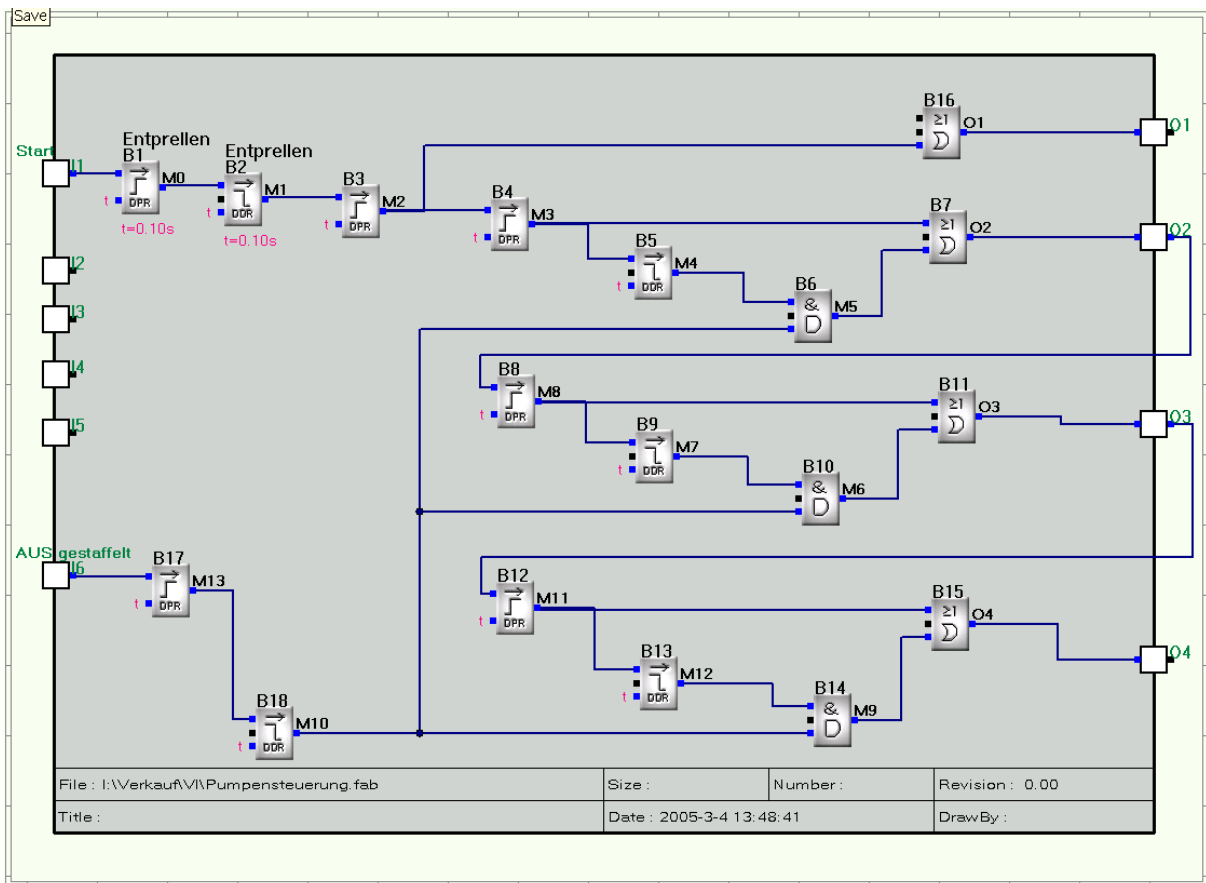 Save
B16
≥1
O1
O1
Entprellen
B1
Entprellen
B2
Start
I1
M0
M1
B3
M2
B4
M3
B7
≥1
O2
O2
t
DPR
t
DDR
t
DPR
t
DPR
t=0.10s
t=0.10s
B5
M4
t
DDR
I2
B6
&
M5
I3
I4
B8
M8
t
DPR
B11
≥1
O3
O3
I5
B9
M7
t
DDR
B10
&
M6
AUS gestaffelt
I6
B17
M13
t
DPR
B12
M11
t
DPR
B15
≥1
O4
O4
B13
M12
t
DDR
B14
&
M9
B18
M10
t
DDR
File : I:\Verkauf\VI\Pumpensteuerung.fab
Size :
Number :
Revision : 0.00
Title :
Date : 2005-3-4 13:48:41
DrawBy :